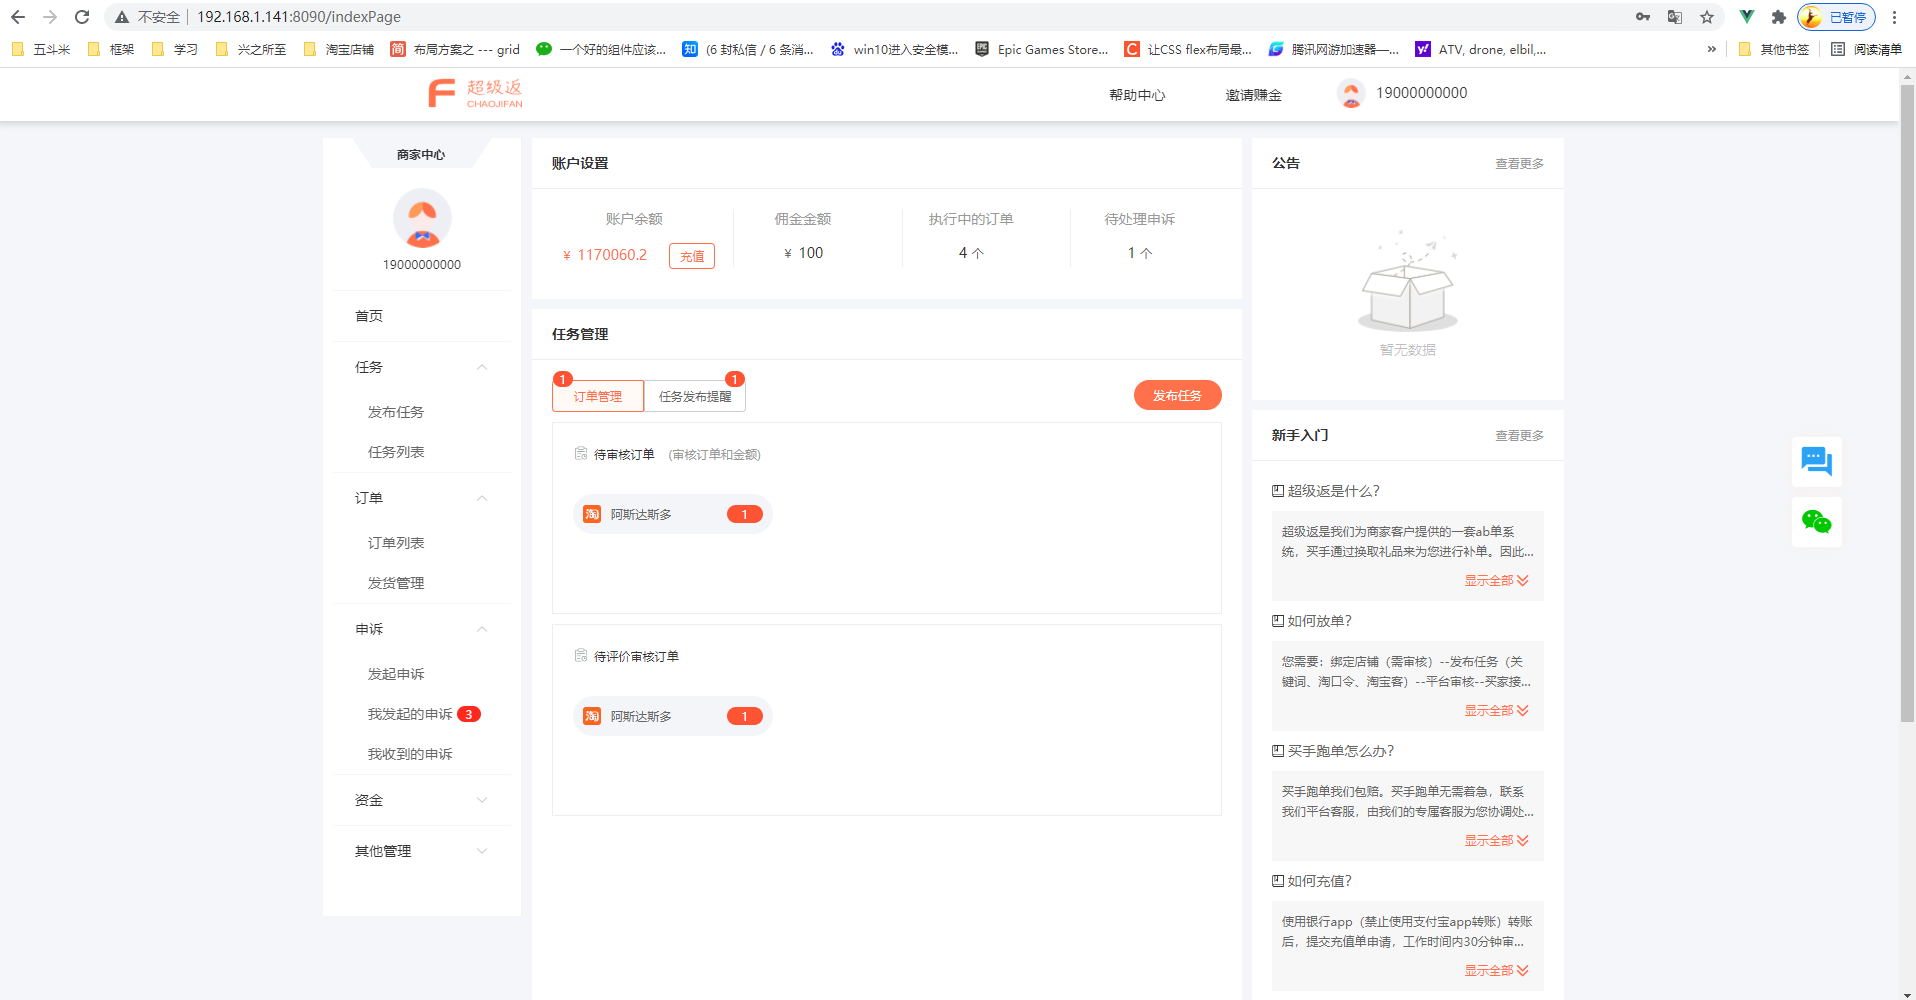 不安全 | 192.168.1.141:8090/indexPage
已暂停
五斗米 框架 学习 兴之所至 淘宝店铺 简 布局方案之 --- grid 一个好的组件应该... 知 (6 封私信 / 6 条消... win10进入安全模... EPIC Epic Games Store... C 让CSS flex布局最... 腾讯网游加速器—... y! ATV, drone, elbil,... » 其他书签 阅读清单
超级返
CHAOJIFAN
帮助中心 邀请赚金 19000000000
商家中心
19000000000
首页
任务
发布任务
任务列表
订单
订单列表
发货管理
申诉
发起申诉
我发起的申诉 3
我收到的申诉
资金
其他管理
账户设置
账户余额 佣金金额 执行中的订单 待处理申诉
¥ 1170060.2 充值 ¥ 100 4 个 1 个
任务管理
1 1
订单管理 任务发布提醒 发布任务
待审核订单 (审核订单和金额)
淘 阿斯达斯多 1
待评价审核订单
淘 阿斯达斯多 1
公告 查看更多
暂无数据
新手入门 查看更多
超级返是什么?
超级返是我们为商家客户提供的一套ab单系
统，买手通过换取礼品来为您进行补单。因此...
显示全部
如何放单?
您需要：绑定店铺（需审核）--发布任务（关
键词、淘口令、淘宝客）--平台审核--买家接...
显示全部
买手跑单怎么办?
买手跑单我们包赔。买手跑单无需着急，联系
我们平台客服，由我们的专属客服为您协调处...
显示全部
如何充值?
使用银行app（禁止使用支付宝app转账）转账
后，提交充值单申请，工作时间内30分钟审...
显示全部